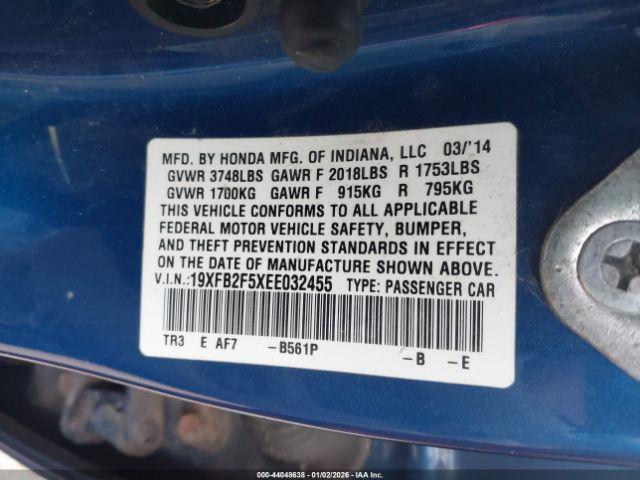 MFD. BY HONDA MFG. OF INDIANA, LLC 03/'14
GVWR 3748LBS GAWR F 2018LBS R 1753LBS
GVWR 1700KG GAWR F 915KG R 795KG
THIS VEHICLE CONFORMS TO ALL APPLICABLE
FEDERAL MOTOR VEHICLE SAFETY, BUMPER,
AND THEFT PREVENTION STANDARDS IN EFFECT
ON THE DATE OF MANUFACTURE SHOWN ABOVE.
V.I.N.:19XFB2F5XEE032455 TYPE: PASSENGER CAR
TR3 E AF7 -B561P -B -E
IAA - 44048638 - 01/02/2026 - IAAI.COM